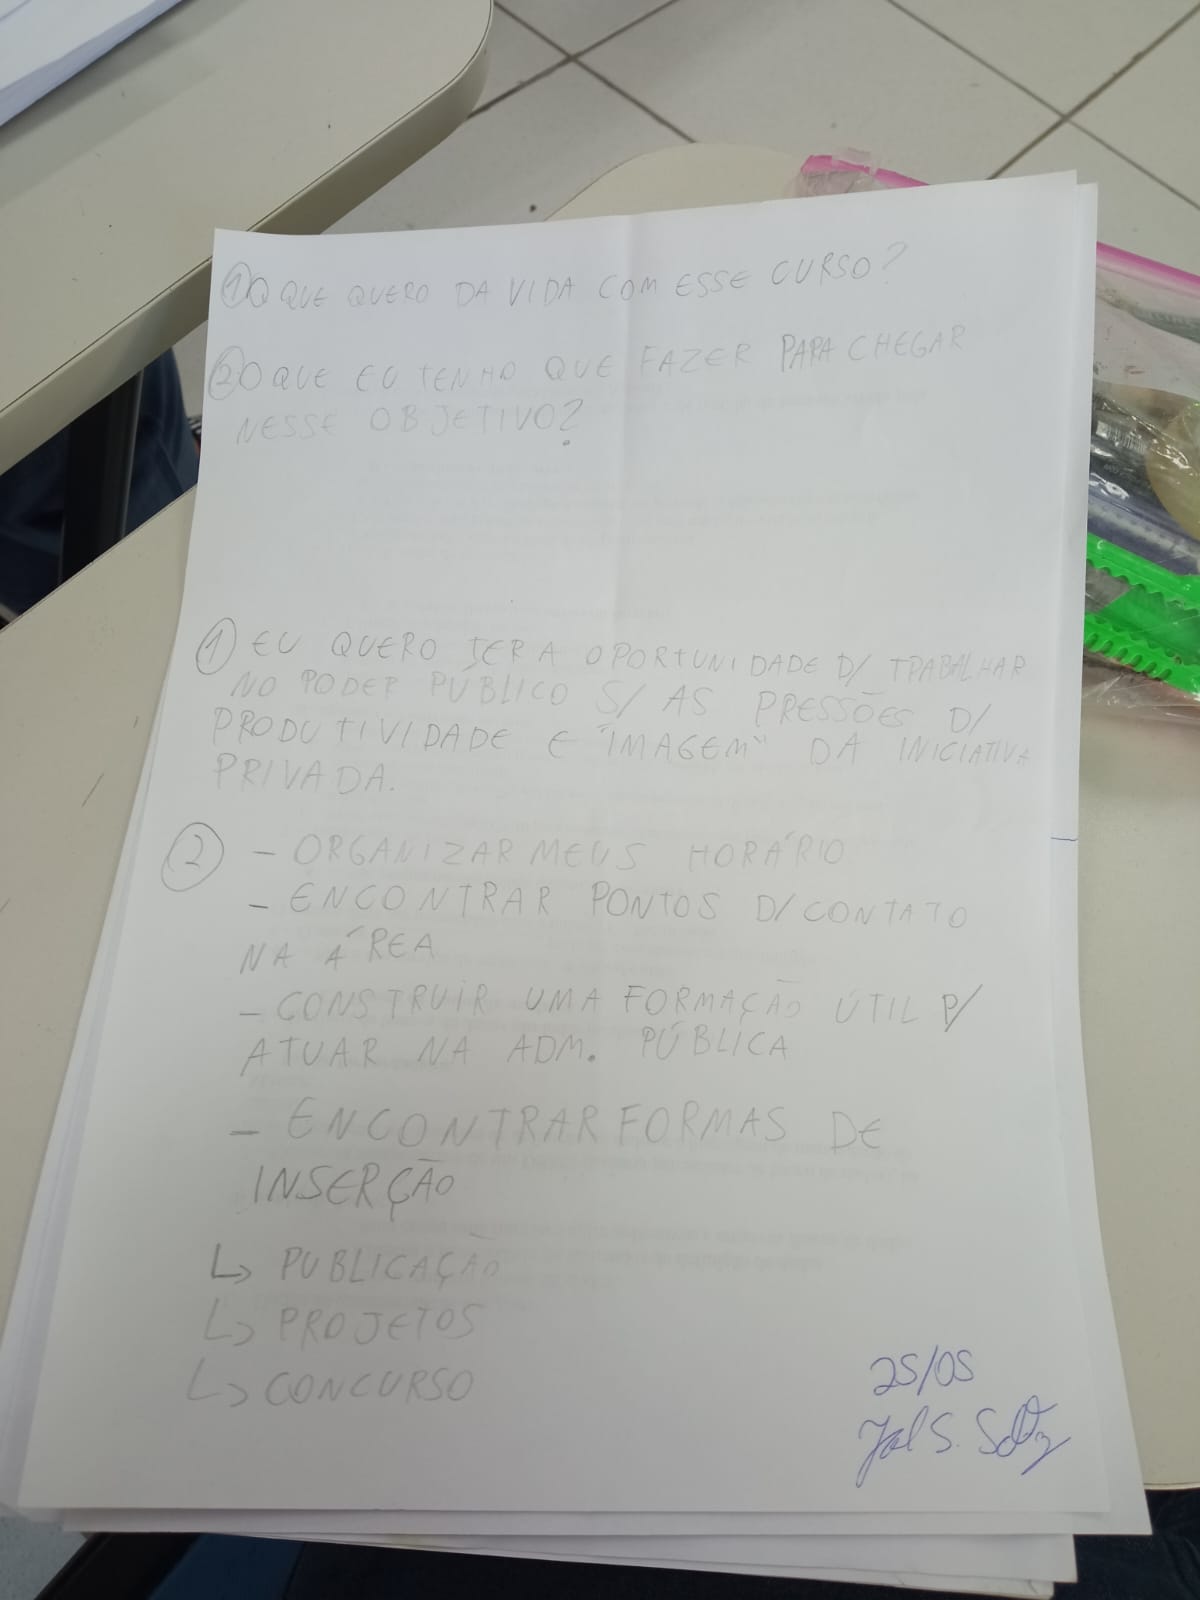 ① O QUE QUERO DA VIDA COM ESSE CURSO?
② O QUE EU TENHO QUE FAZER PARA CHEGAR
NESSE OBJETIVO?
① EU QUERO TER A OPORTUNIDADE D/ TRABALHAR
NO PODER PÚBLICO S/ AS PRESSÕES D/
PRODUTIVIDADE E "IMAGEM" DA INICIATIVA
PRIVADA.
② – ORGANIZAR MEUS HORÁRIO
– ENCONTRAR PONTOS D/ CONTATO
NA ÁREA
– CONSTRUIR UMA FORMAÇÃO ÚTIL P/
ATUAR NA ADM. PÚBLICA
– ENCONTRAR FORMAS DE
INSERÇÃO
↳ PUBLICAÇÃO
↳ PROJETOS
↳ CONCURSO
25/05